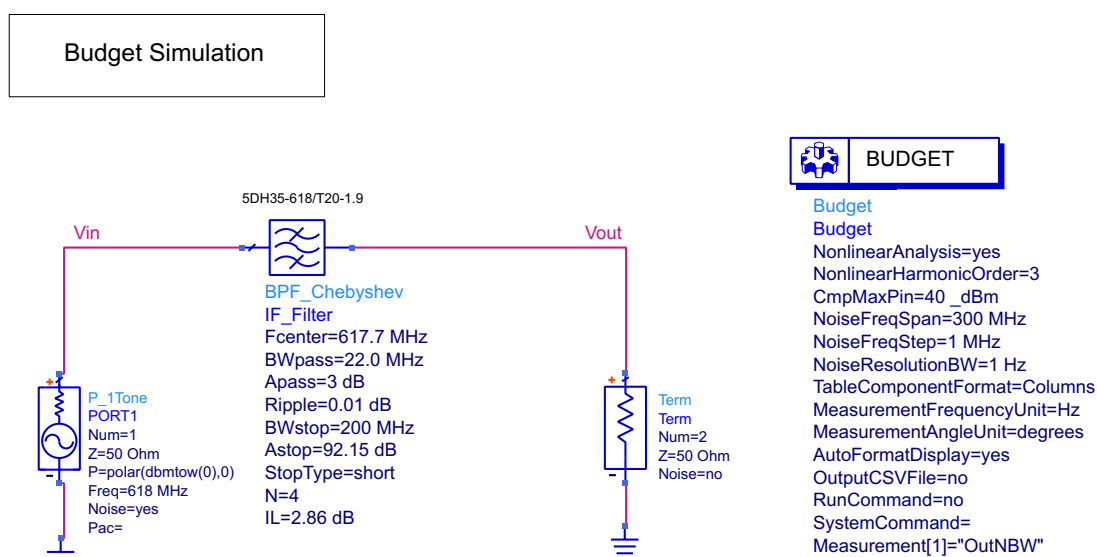 Budget Simulation
BUDGET
5DH35-618/T20-1.9
Vin
Vout
BPF_Chebyshev
IF_Filter
Fcenter=617.7 MHz
BWpass=22.0 MHz
Apass=3 dB
Ripple=0.01 dB
BWstop=200 MHz
Astop=92.15 dB
StopType=short
N=4
IL=2.86 dB
P_1Tone
PORT1
Num=1
Z=50 Ohm
P=polar(dbmtow(0),0)
Freq=618 MHz
Noise=yes
Pac=
Term
Term
Num=2
Z=50 Ohm
Noise=no
Budget
Budget
NonlinearAnalysis=yes
NonlinearHarmonicOrder=3
CmpMaxPin=40 _dBm
NoiseFreqSpan=300 MHz
NoiseFreqStep=1 MHz
NoiseResolutionBW=1 Hz
TableComponentFormat=Columns
MeasurementFrequencyUnit=Hz
MeasurementAngleUnit=degrees
AutoFormatDisplay=yes
OutputCSVFile=no
RunCommand=no
SystemCommand=
Measurement[1]="OutNBW"